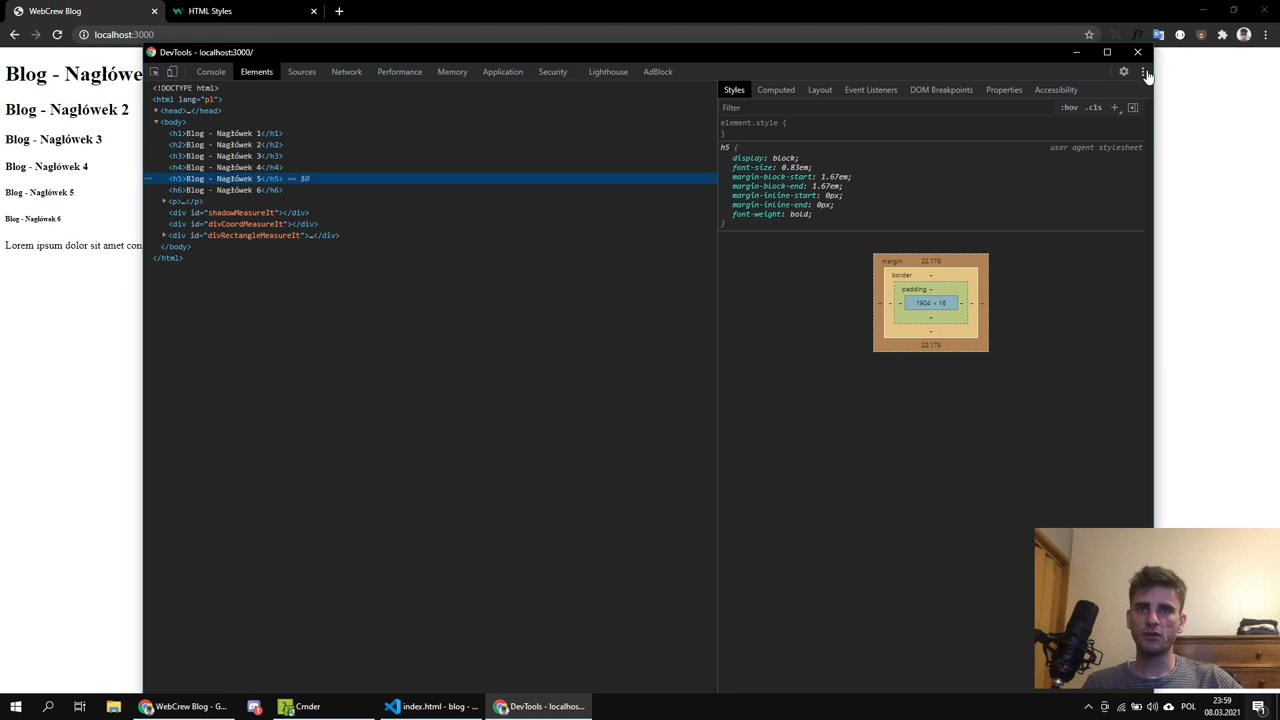 WebCrew Blog
HTML Styles
localhost:3000
DevTools - localhost:3000/
Console Elements Sources Network Performance Memory Application Security Lighthouse AdBlock
Blog - Nagłówe
Blog - Nagłówek 2
Blog - Nagłówek 3
Blog - Nagłówek 4
Blog - Nagłówek 5
Blog - Nagłówek 6
Lorem ipsum dolor sit amet con
<!DOCTYPE html>
<html lang="pl">
<head>…</head>
<body>
<h1>Blog - Nagłówek 1</h1>
<h2>Blog - Nagłówek 2</h2>
<h3>Blog - Nagłówek 3</h3>
<h4>Blog - Nagłówek 4</h4>
<h5>Blog - Nagłówek 5</h5> == $0
<h6>Blog - Nagłówek 6</h6>
<p>…</p>
<div id="shadowMeasureIt"></div>
<div id="divCoordMeasureIt"></div>
<div id="divRectangleMeasureIt">…</div>
</body>
</html>
Styles Computed Layout Event Listeners DOM Breakpoints Properties Accessibility
Filter :hov .cls +
element.style {
}
h5 { user agent stylesheet
display: block;
font-size: 0.83em;
margin-block-start: 1.67em;
margin-block-end: 1.67em;
margin-inline-start: 0px;
margin-inline-end: 0px;
font-weight: bold;
}
margin 22.178
border –
padding –
– – – 1904 × 16 – – –
–
–
22.178
WebCrew Blog - G...
Cmder
index.html - blog - ...
DevTools - localhos...
POL
23:59
08.03.2021
1